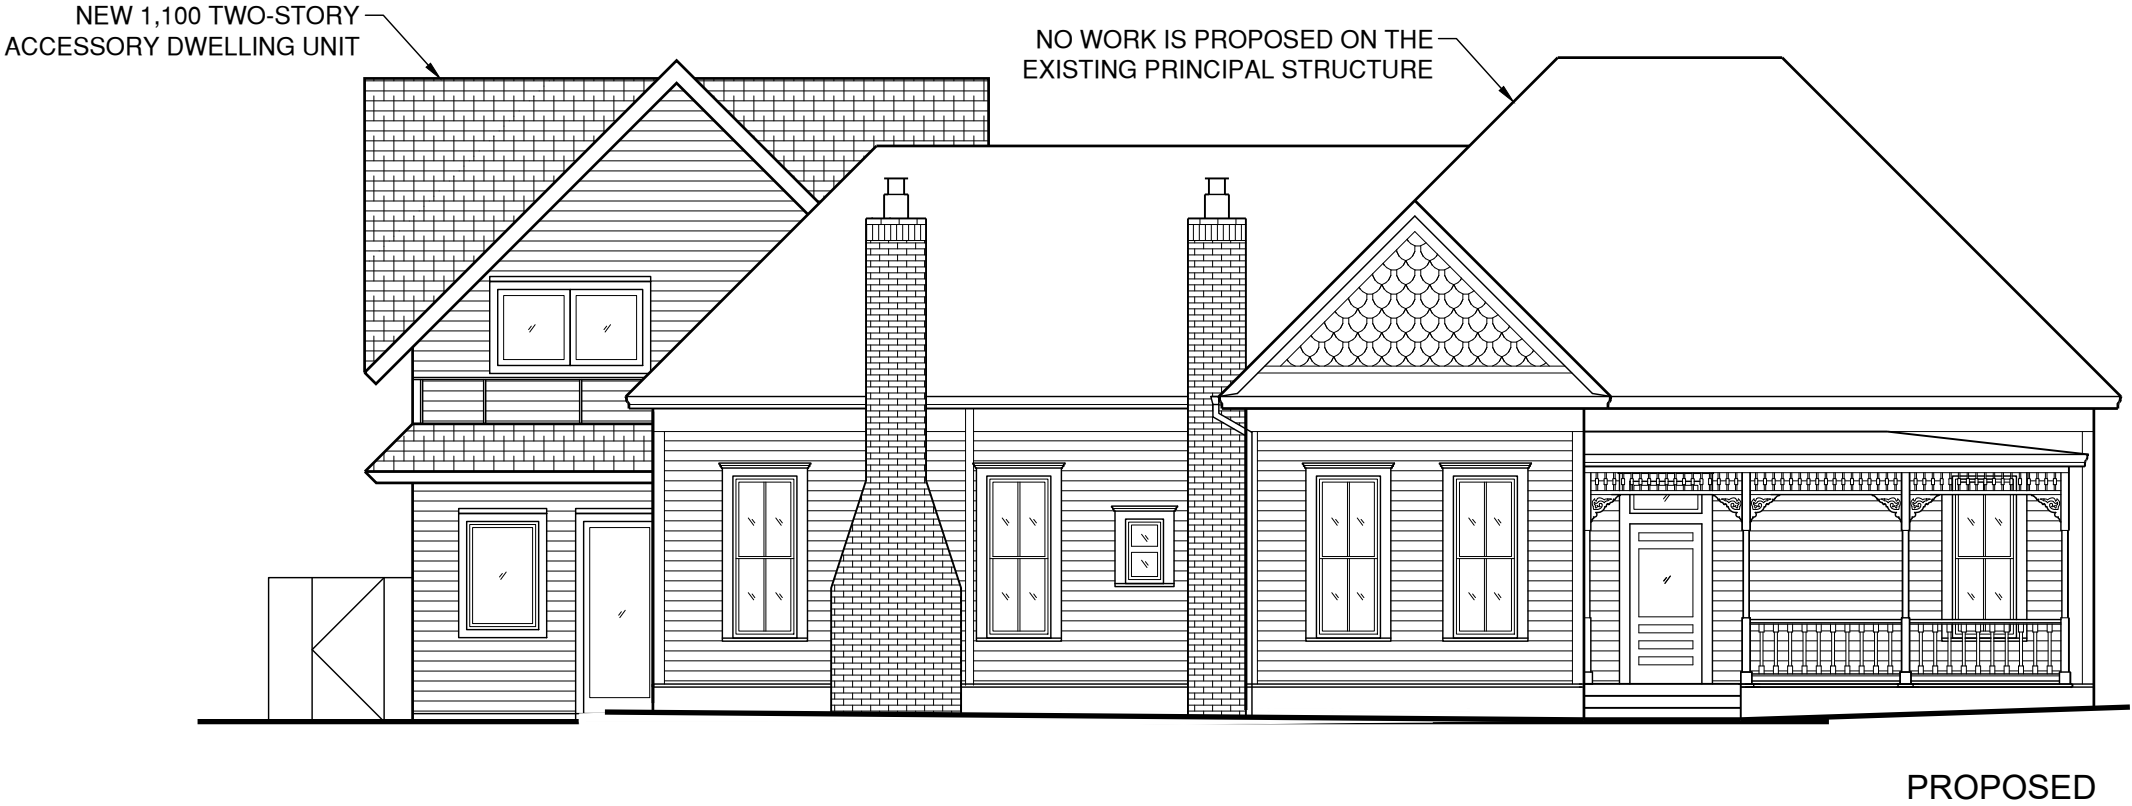 NEW 1,100 TWO-STORY
ACCESSORY DWELLING UNIT
NO WORK IS PROPOSED ON THE
EXISTING PRINCIPAL STRUCTURE
PROPOSED